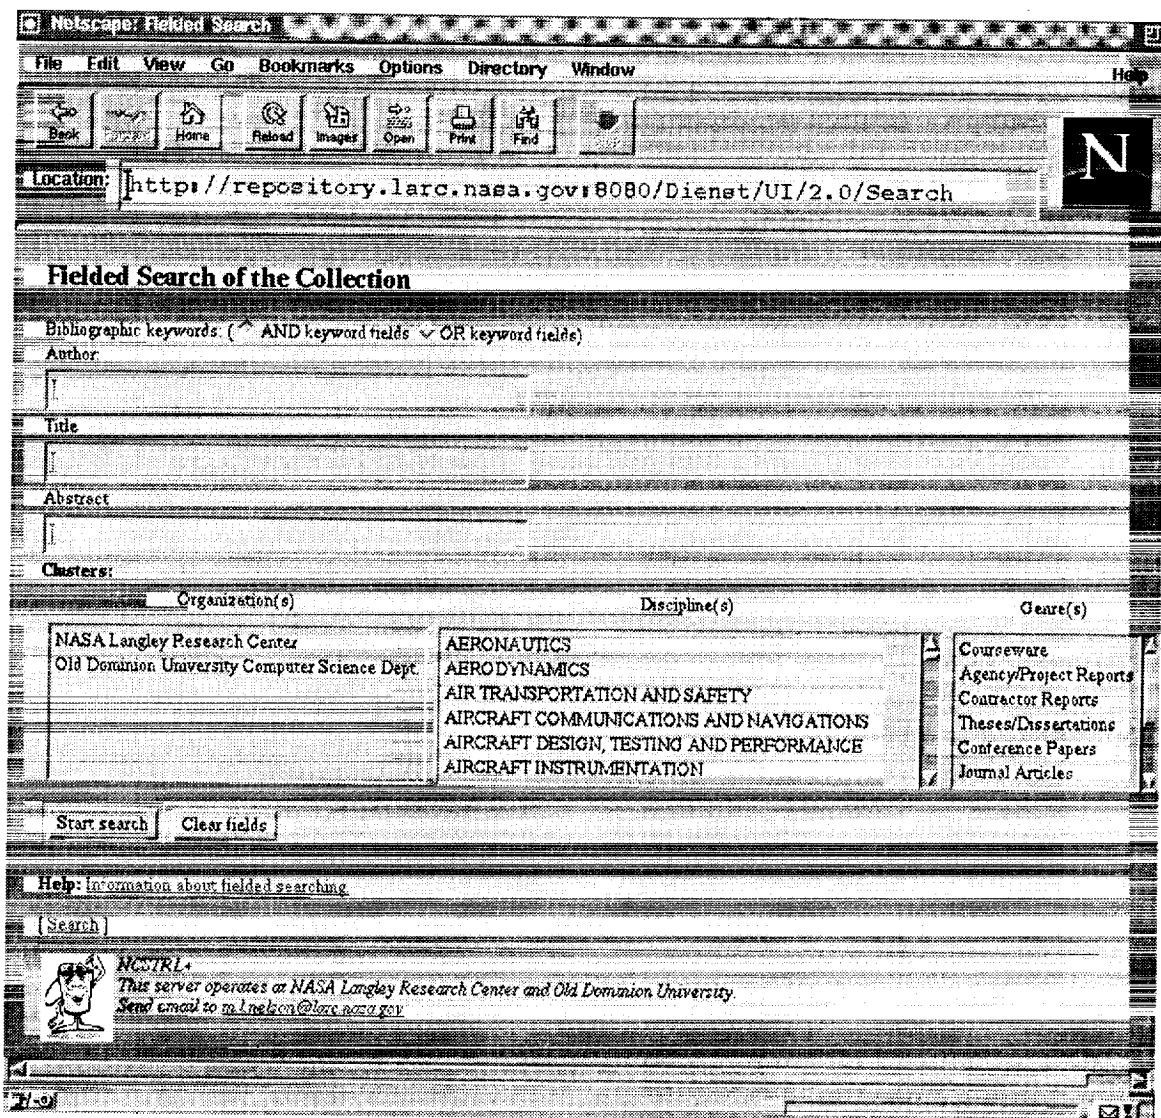 Netscape: Fielded Search
File Edit View Go Bookmarks Options Directory Window Help
Back Forward Home Reload Images Open Print Find
N
Location: http://repository.larc.nasa.gov:8080/Dienst/UI/2.0/Search
Fielded Search of the Collection
Bibliographic keywords: ( AND keyword fields OR keyword fields)
Author:
Title
Abstract
Clusters:
Organization(s) Discipline(s) Genre(s)
NASA Langley Research Center AERONAUTICS Courseware
Old Dominion University Computer Science Dept. AERODYNAMICS Agency/Project Reports
AIR TRANSPORTATION AND SAFETY Contractor Reports
AIRCRAFT COMMUNICATIONS AND NAVIGATIONS Theses/Dissertations
AIRCRAFT DESIGN, TESTING AND PERFORMANCE Conference Papers
AIRCRAFT INSTRUMENTATION Journal Articles
Start search Clear fields
Help: Information about fielded searching
[ Search ]
NCSTRL+
This server operates at NASA Langley Research Center and Old Dominion University.
Send email to m.l.nelson@larc.nasa.gov